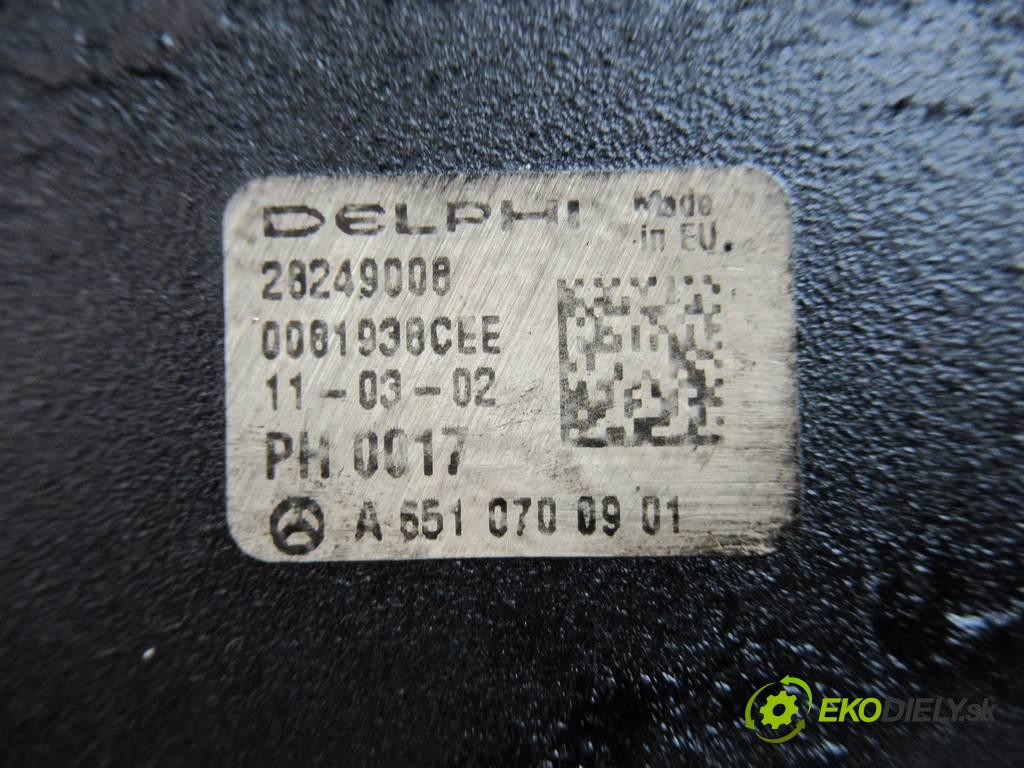 DELPHI
Made
in EU.
28249008
0081938CEE
11-03-02
PH 0017
A 651 070 09 01
EKODIELY.sk